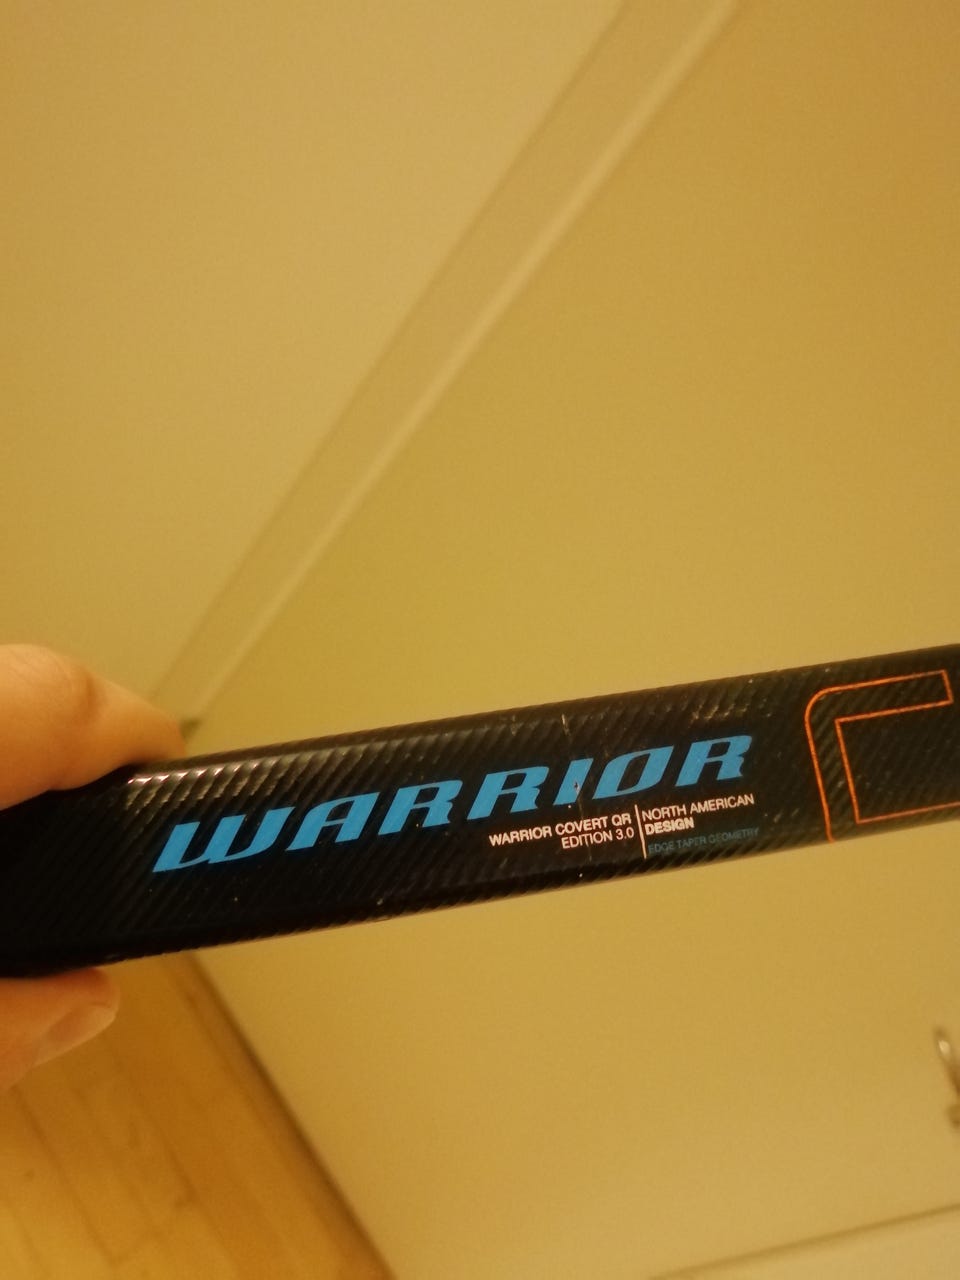 WARRIOR
WARRIOR COVERT QR
EDITION 3.0
NORTH AMERICAN
DESIGN
EDGE TAPER GEOMETRY